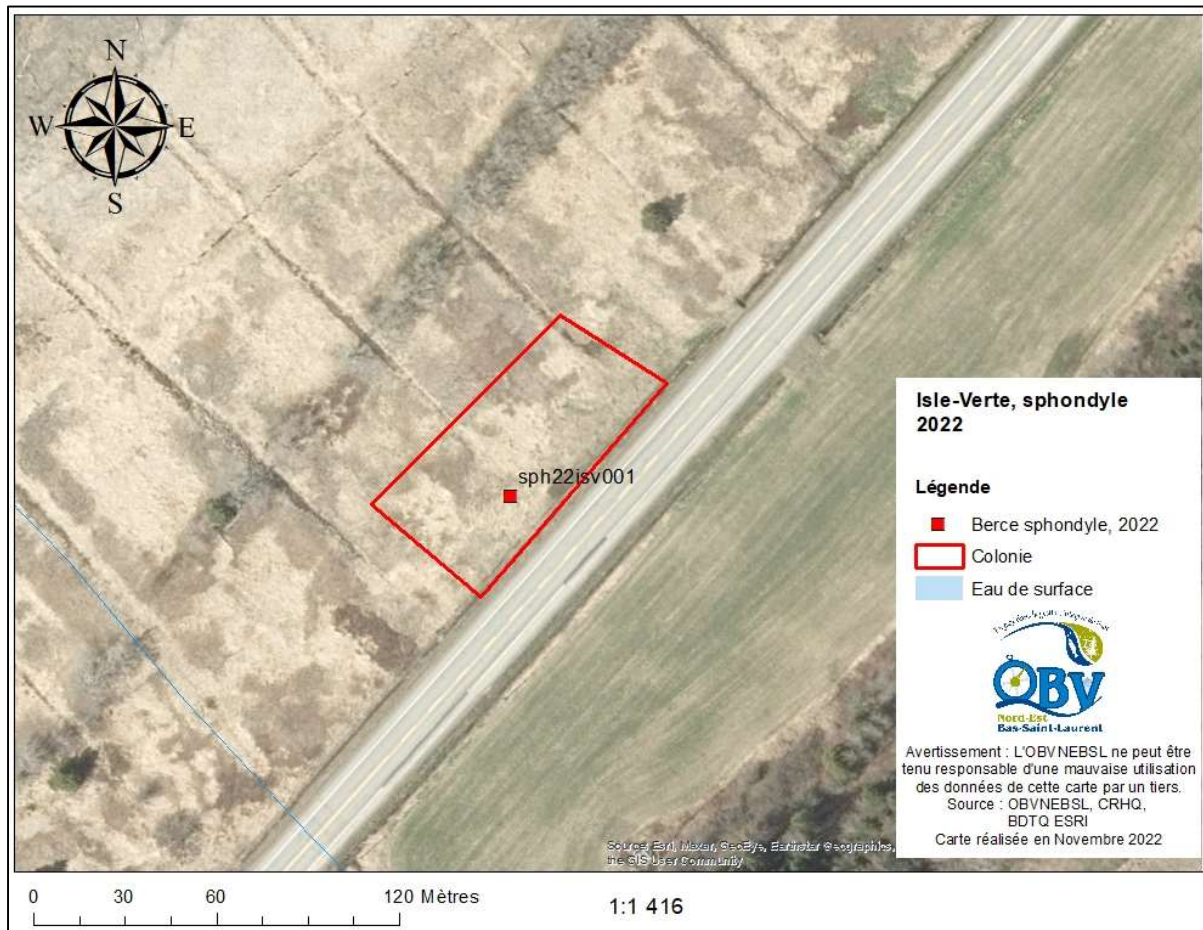 N
W E
S
sph22isv001
Isle-Verte, sphondyle
2022
Légende
Berce sphondyle, 2022
Colonie
Eau de surface
OBV
Nord-Est
Bas-Saint-Laurent
Avertissement : L'OBVNEBSL ne peut être
tenu responsable d'une mauvaise utilisation
des données de cette carte par un tiers.
Source : OBVNEBSL, CRHQ,
BDTQ ESRI
Carte réalisée en Novembre 2022
Source: Esri, Maxar, GeoEye, Earthstar Geographics,
the GIS User Community
0 30 60 120 Mètres
1:1 416